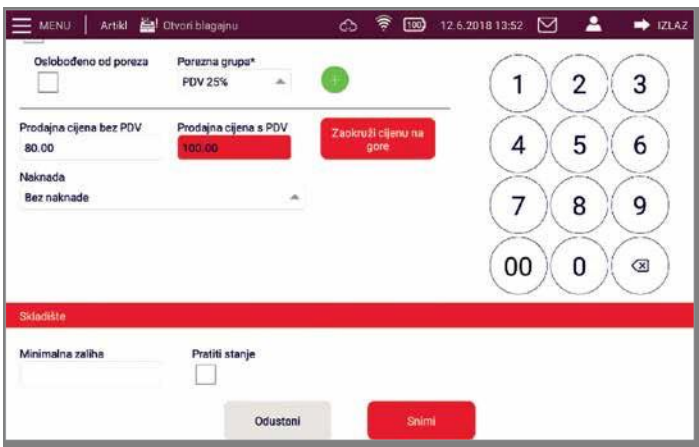 MENU Artikl Otvori blagajnu 100 12.6.2018 13:52 IZLAZ
Oslobođeno od poreza Porezna grupa*
PDV 25% +
1 2 3
Prodajna cijena bez PDV Prodajna cijena s PDV
80.00 100.00
Zaokruži cijenu na
gore
4 5 6
Naknada
Bez naknade
7 8 9
00 0
Skladište
Minimalna zaliha Pratiti stanje
Odustani Snimi